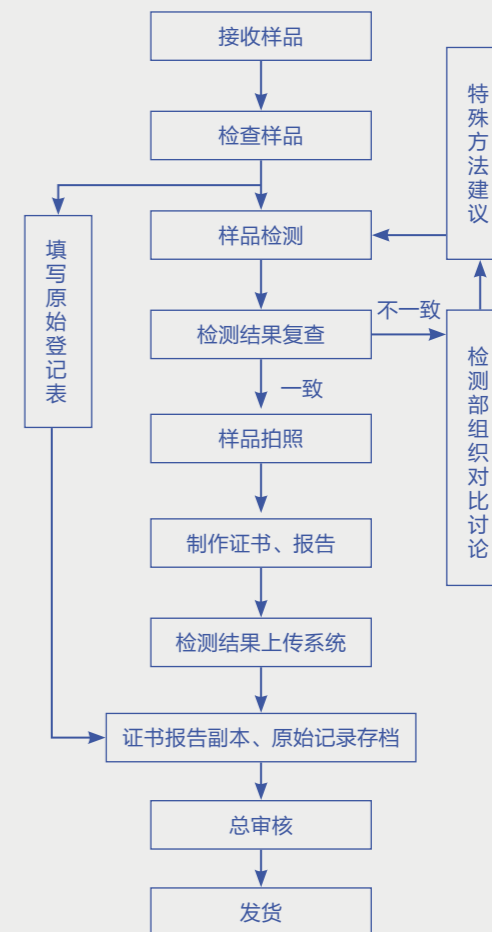 接收样品
检查样品
特殊方法建议
填写原始登记表
样品检测
不一致
检测结果复查
检测部组织对比讨论
一致
样品拍照
制作证书、报告
检测结果上传系统
证书报告副本、原始记录存档
总审核
发货